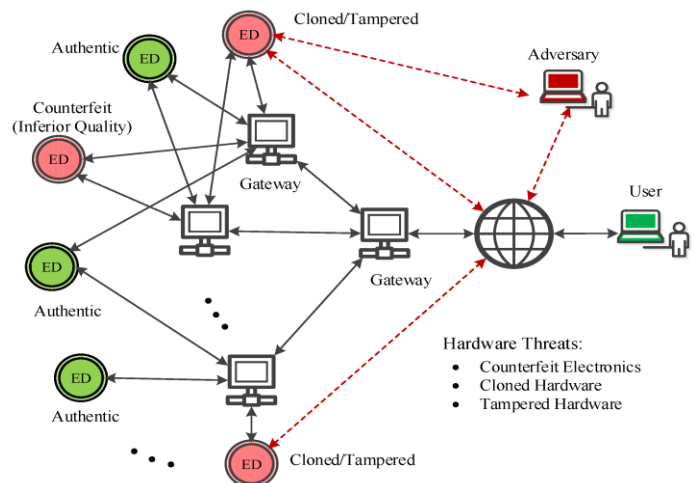 Cloned/Tampered
ED
Authentic
ED
Adversary
Counterfeit
(Inferior Quality)
ED
Gateway
User
ED
Gateway
Authentic
Hardware Threats:
• Counterfeit Electronics
• Cloned Hardware
• Tampered Hardware
ED
Authentic
ED
Cloned/Tampered